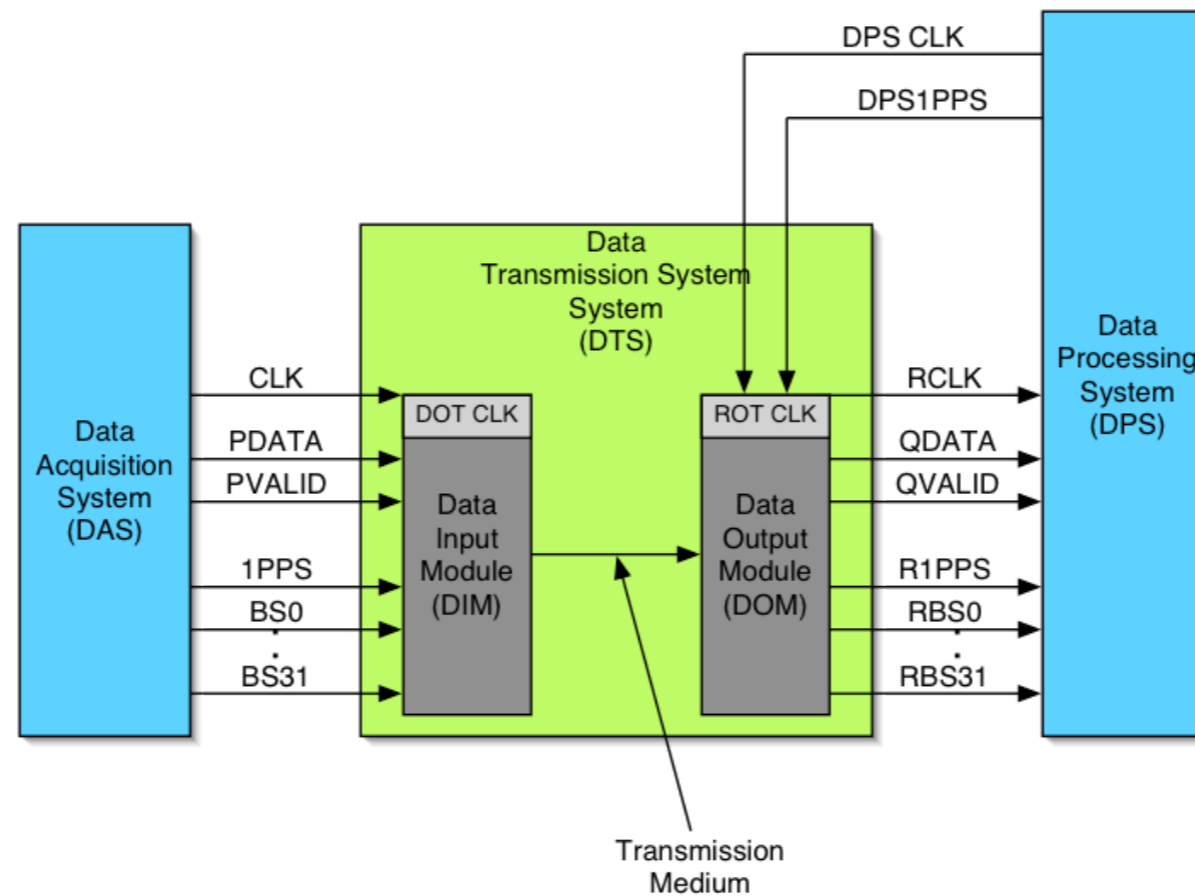 DPS CLK
DPS1PPS
Data
Transmission System
System
(DTS)
Data
Processing
System
(DPS)
CLK
PDATA
PVALID
1PPS
BS0
.
.
BS31
Data
Acquisition
System
(DAS)
DOT CLK
Data
Input
Module
(DIM)
ROT CLK
Data
Output
Module
(DOM)
RCLK
QDATA
QVALID
R1PPS
RBS0
.
.
RBS31
Transmission
Medium